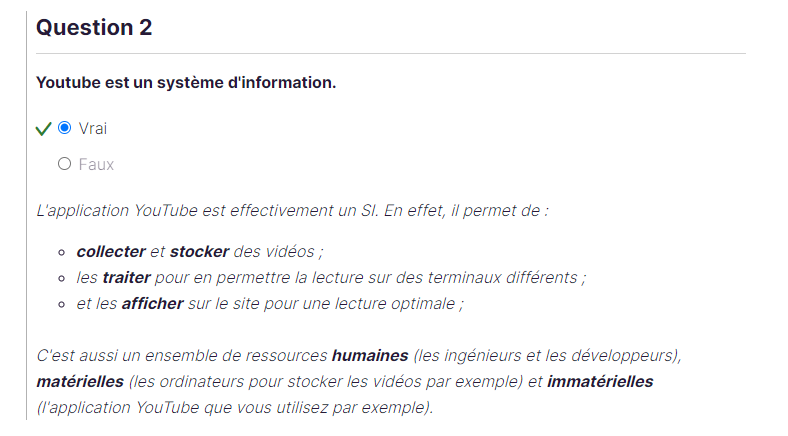 Question 2
Youtube est un système d'information.
Vrai
Faux
L'application YouTube est effectivement un SI. En effet, il permet de :
collecter et stocker des vidéos ;
les traiter pour en permettre la lecture sur des terminaux différents ;
et les afficher sur le site pour une lecture optimale ;
C'est aussi un ensemble de ressources humaines (les ingénieurs et les développeurs),
matérielles (les ordinateurs pour stocker les vidéos par exemple) et immatérielles
(l'application YouTube que vous utilisez par exemple).